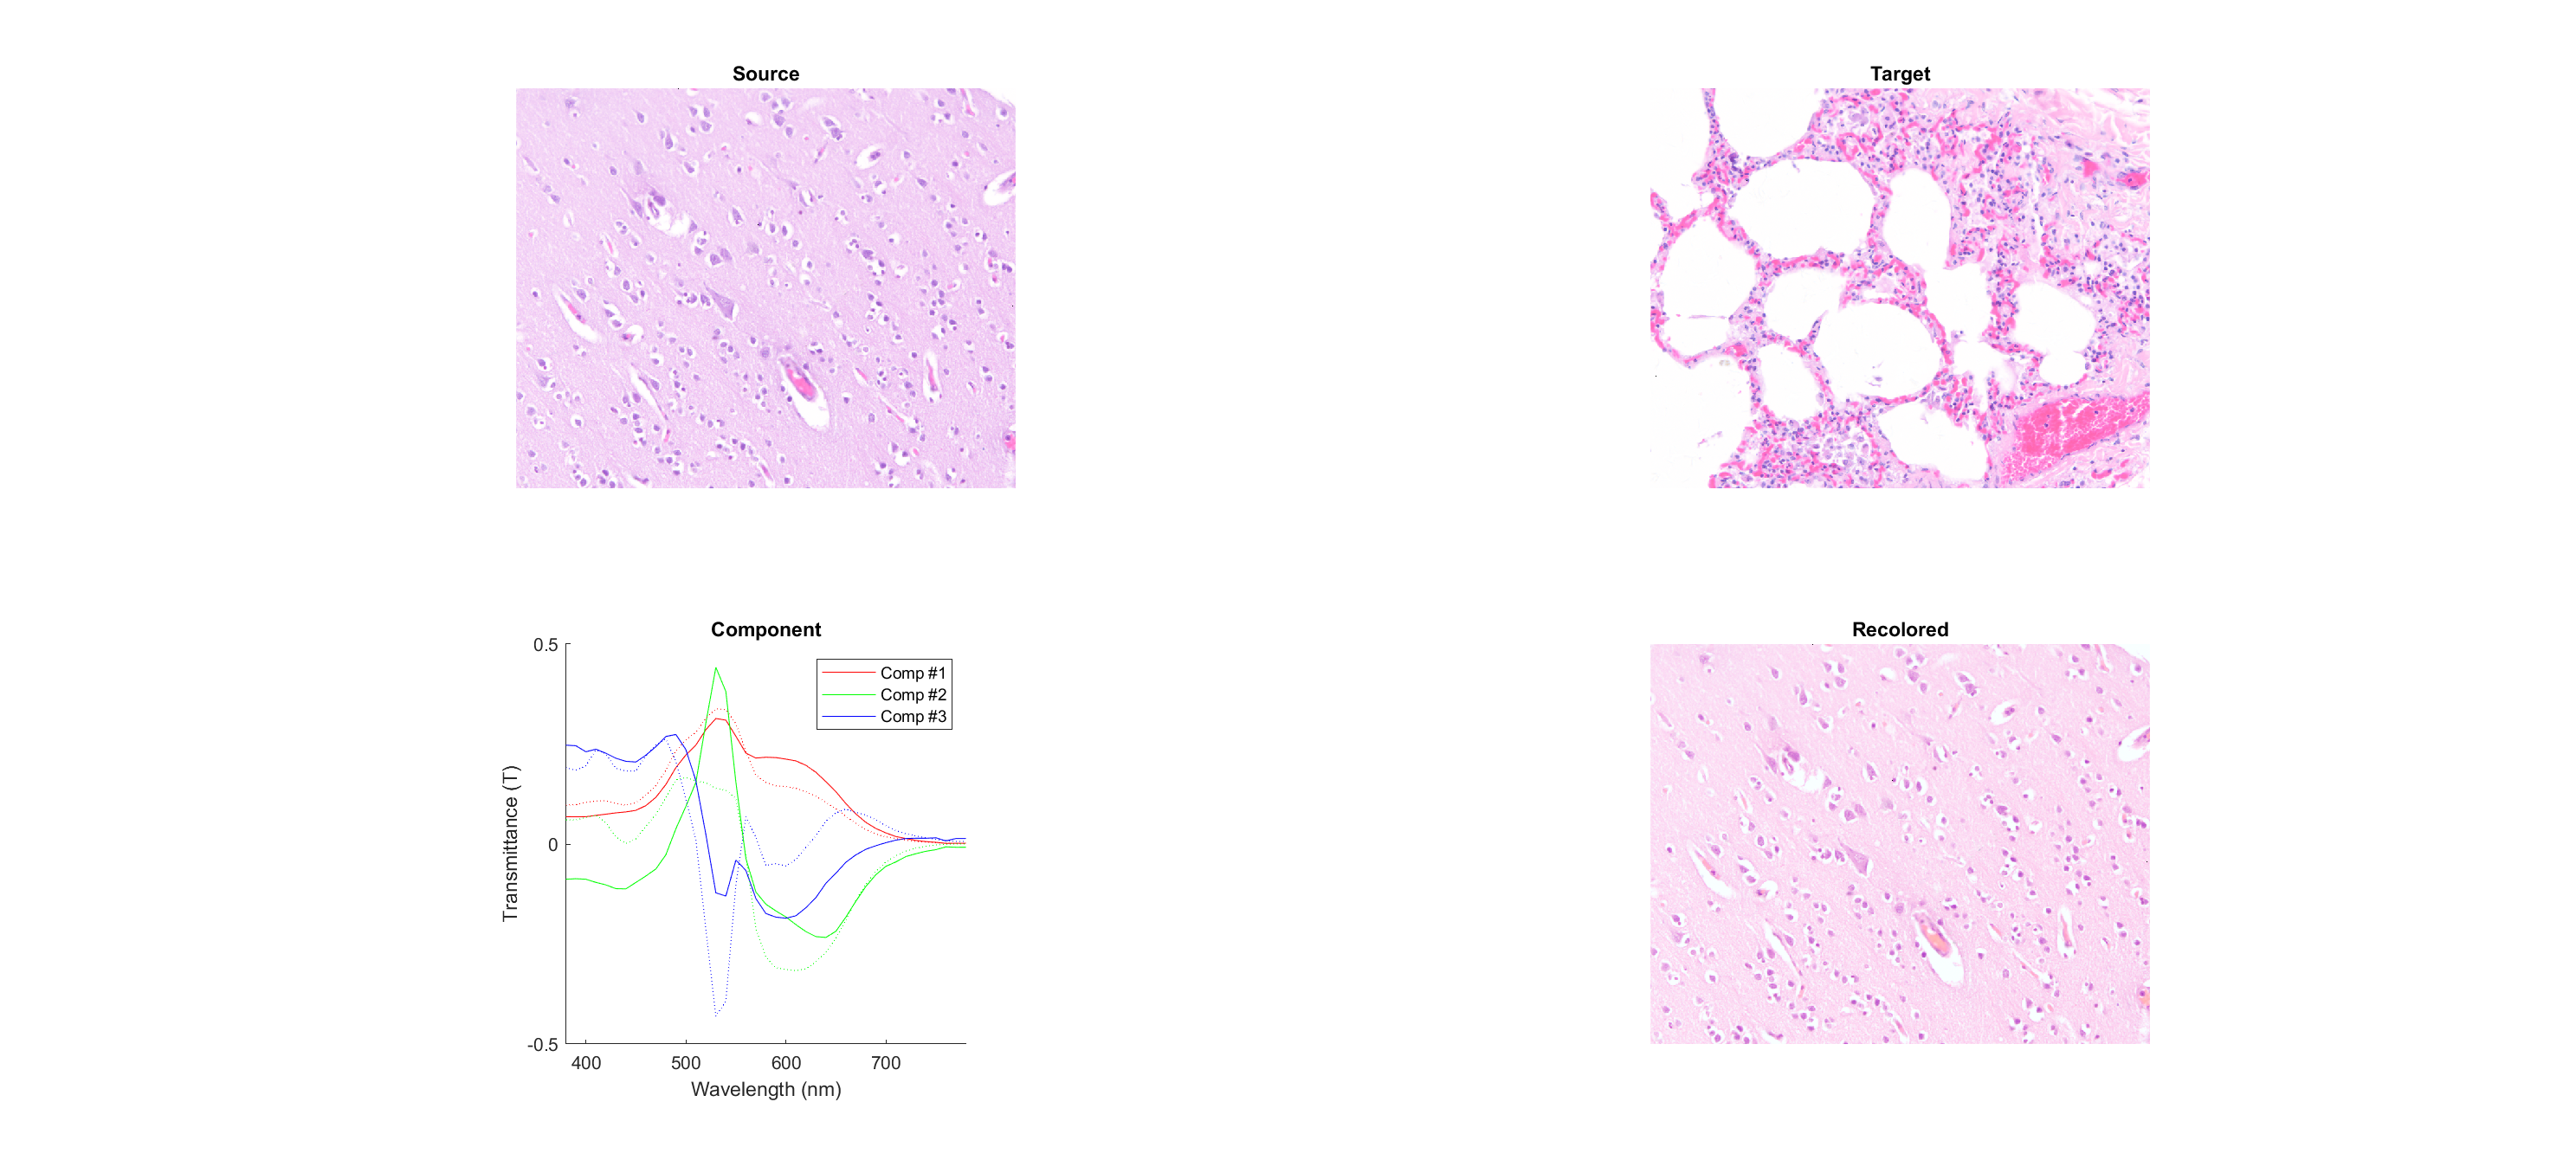 Source
Target
Component
0.5
0
-0.5
Transmittance (T)
400 500 600 700
Wavelength (nm)
Comp #1
Comp #2
Comp #3
Recolored